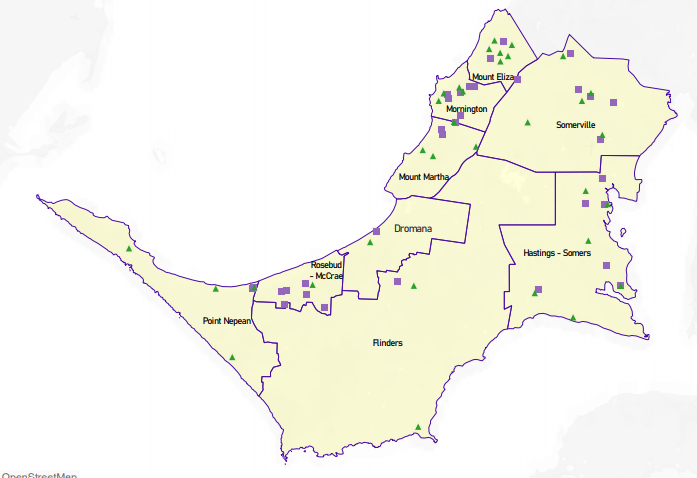 Mount Eliza
Mornington
Somerville
Mount Martha
Dromana
Hastings - Somers
Rosebud
- McCrae
Point Nepean
Flinders
OpenStreetMap